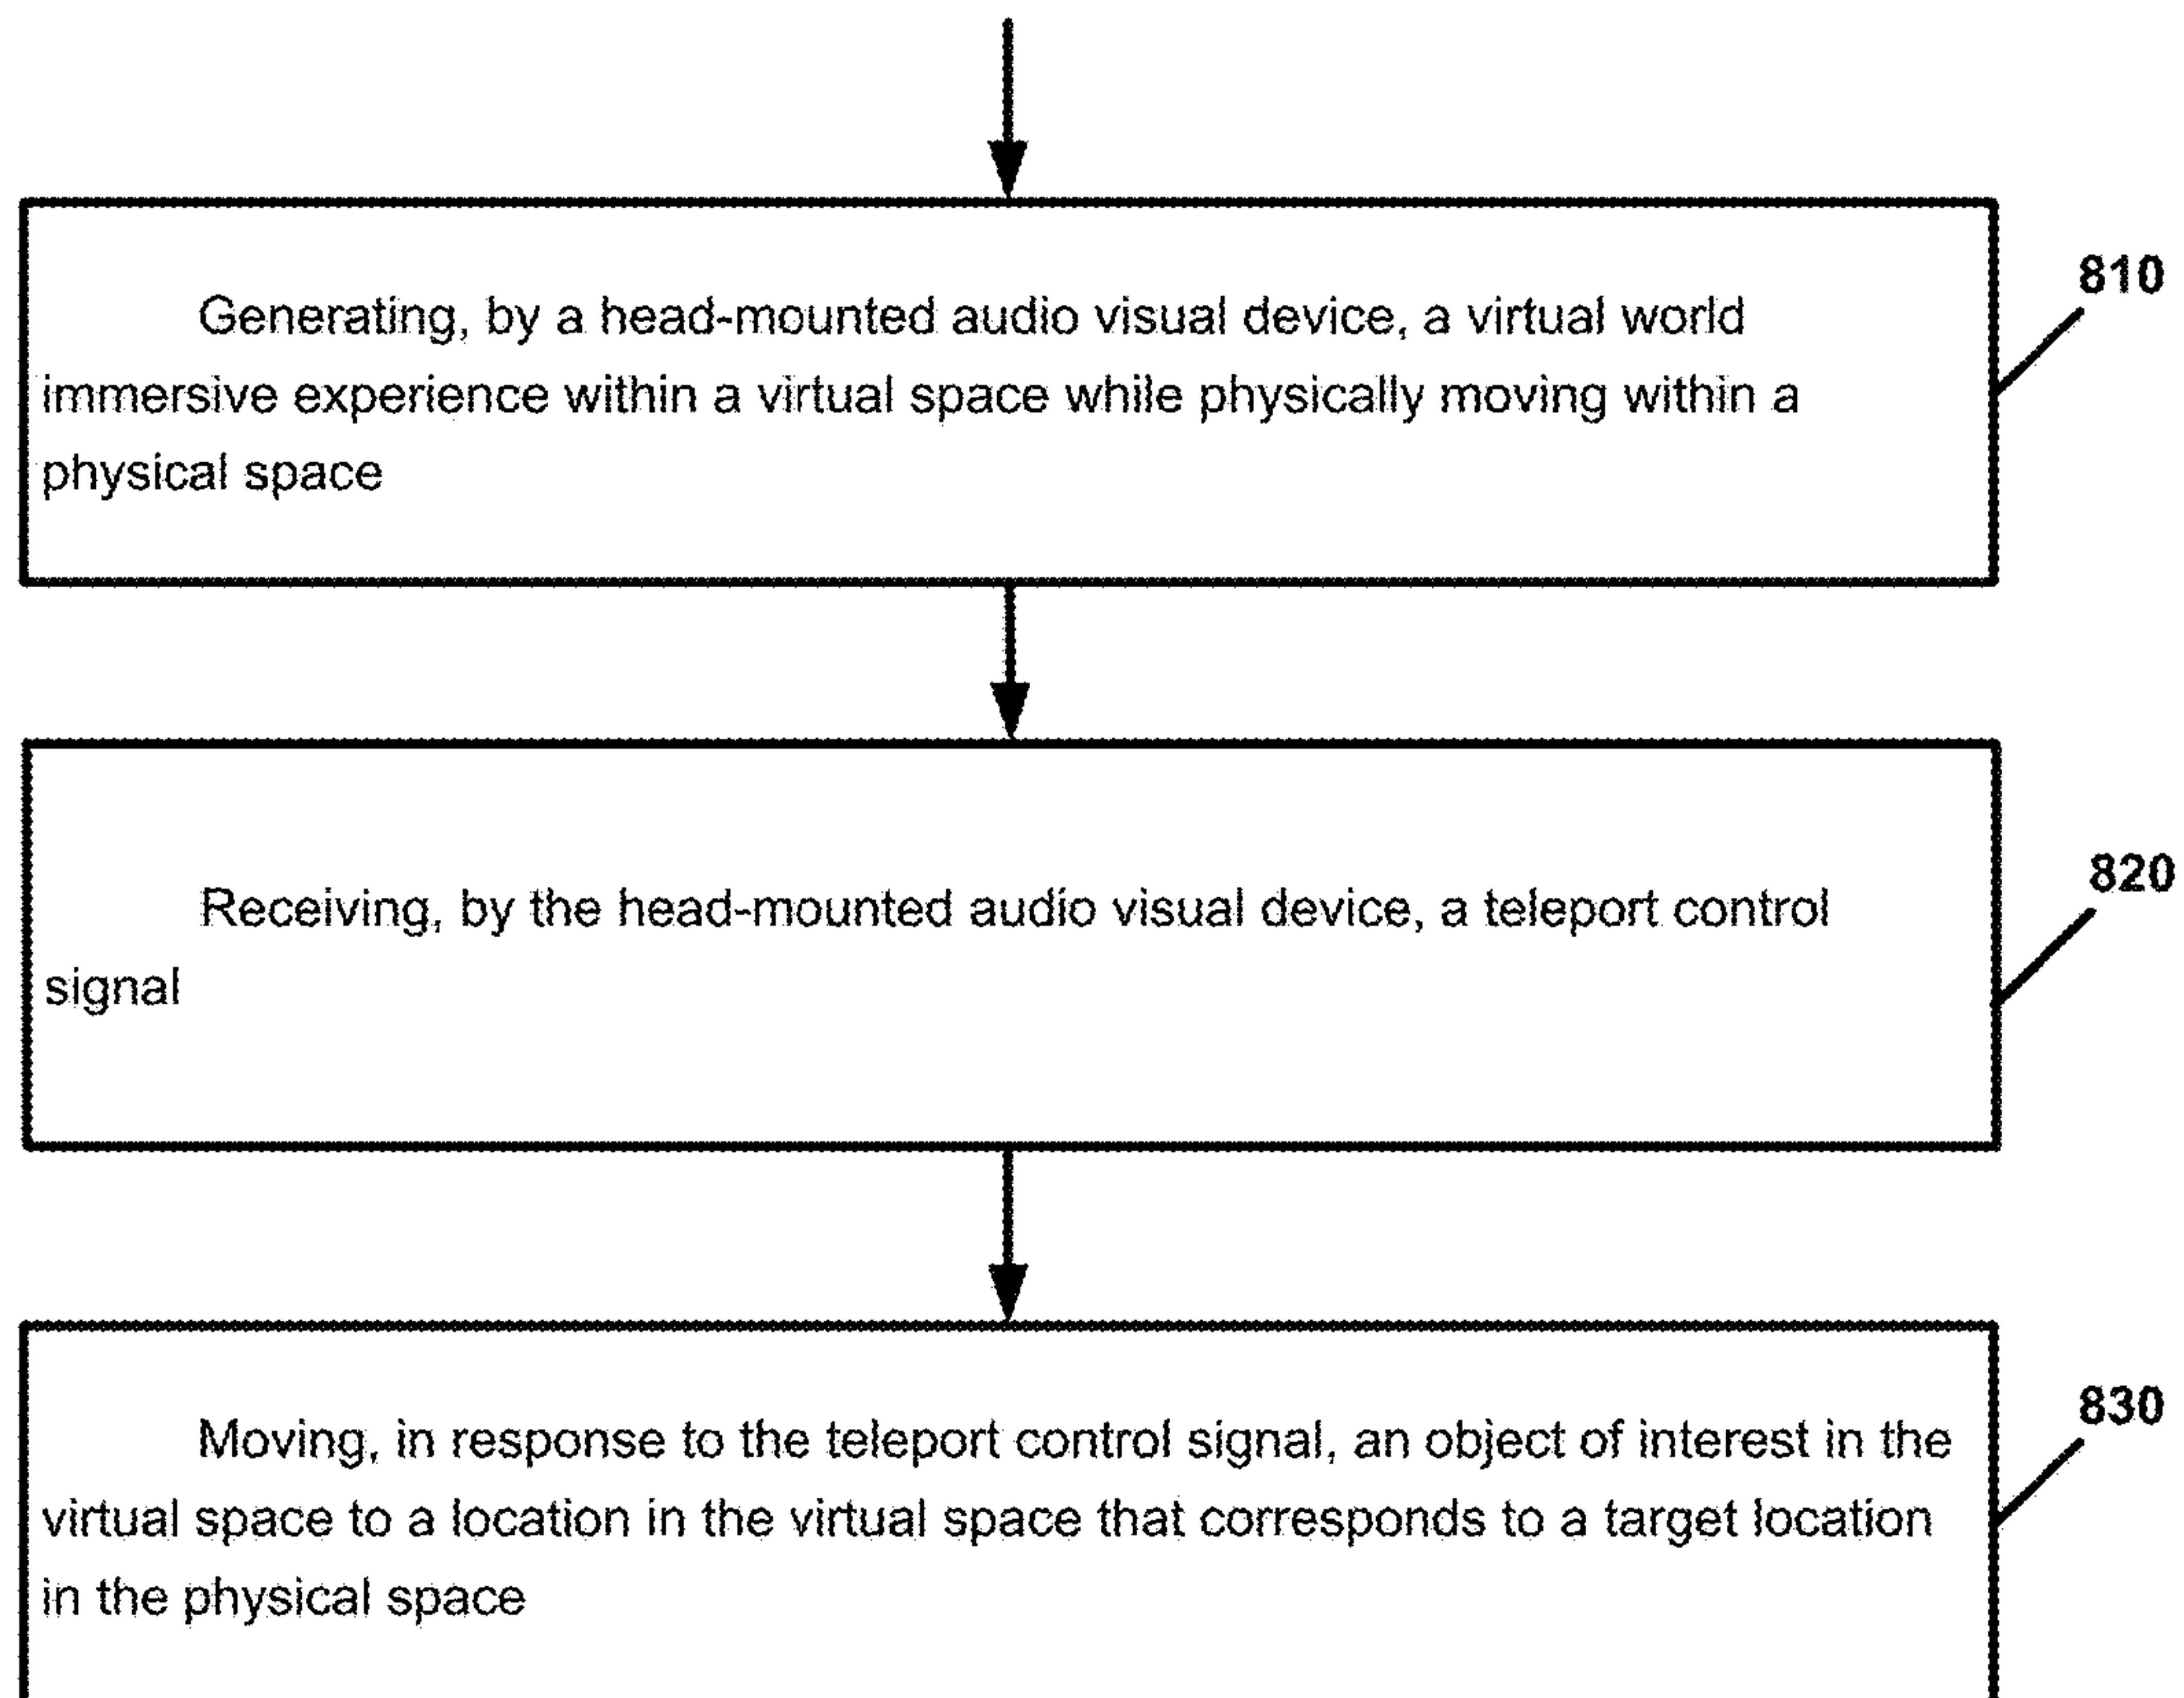 810
Generating, by a head-mounted audio visual device, a virtual world
immersive experience within a virtual space while physically moving within a
physical space
820
Receiving, by the head-mounted audio visual device, a teleport control
signal
830
Moving, in response to the teleport control signal, an object of interest in the
virtual space to a location in the virtual space that corresponds to a target location
in the physical space